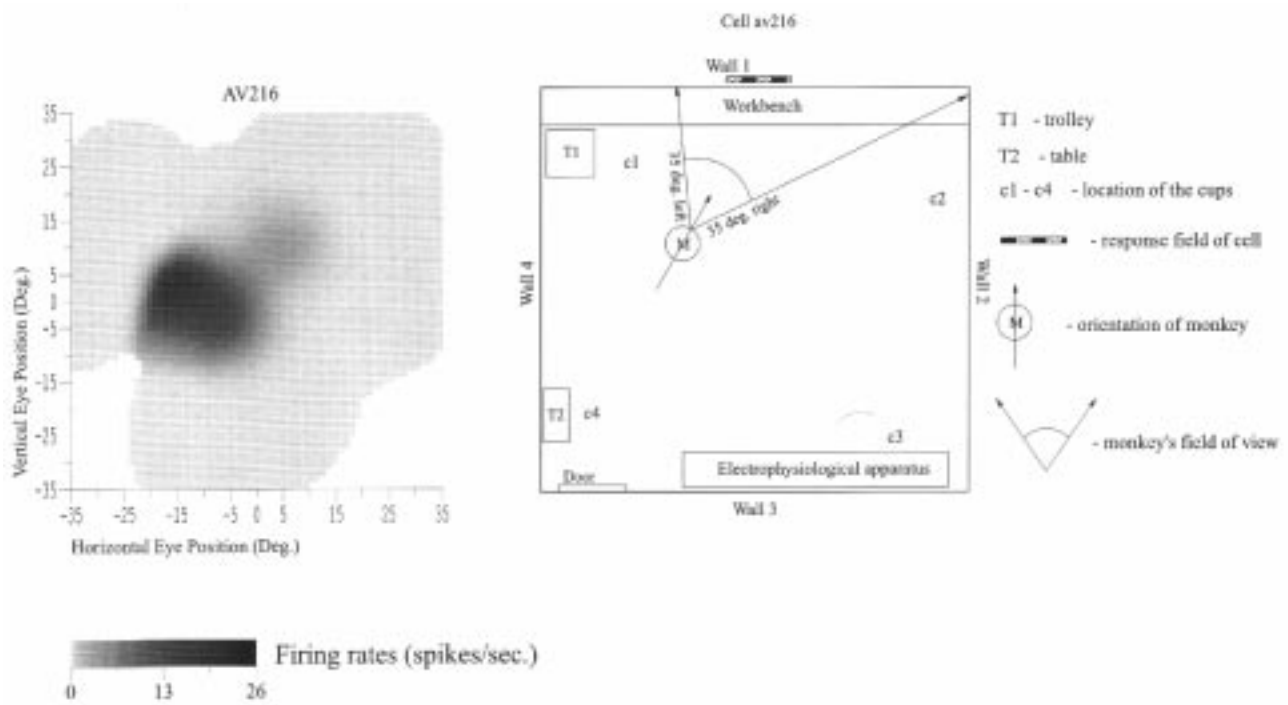 Cell av216
AV216
35
25
15
5
0
-5
-15
-25
-35
Vertical Eye Position (Deg.)
-35 -25 -15 -5 0 5 15 25 35
Horizontal Eye Position (Deg.)
0 13 26
Firing rates (spikes/sec.)
Wall 1
Workbench
T1
c1
35 deg. left
35 deg. right
c2
M
Wall 4
Wall 2
T2
c4
c3
Electrophysiological apparatus
Door
Wall 3
T1 - trolley
T2 - table
c1 - c4 - location of the cups
- response field of cell
M
- orientation of monkey
- monkey's field of view